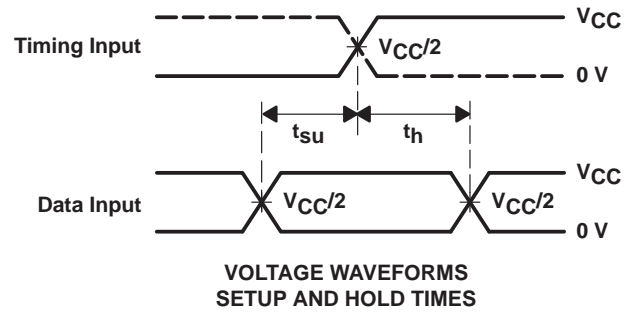 VCC
Timing Input
VCC/2
0 V
tsu
th
VCC
Data Input
VCC/2
VCC/2
0 V
VOLTAGE WAVEFORMS
SETUP AND HOLD TIMES